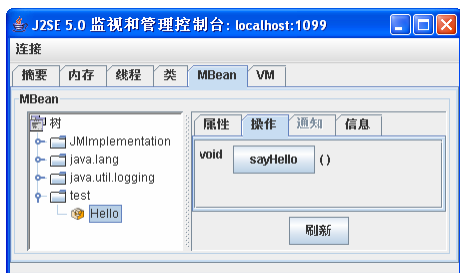 J2SE 5.0 监视和管理控制台: localhost:1099
连接
摘要 内存 线程 类 MBean VM
MBean
树
JMImplementation
java.lang
java.util.logging
test
Hello
属性 操作 通知 信息
void sayHello ( )
刷新